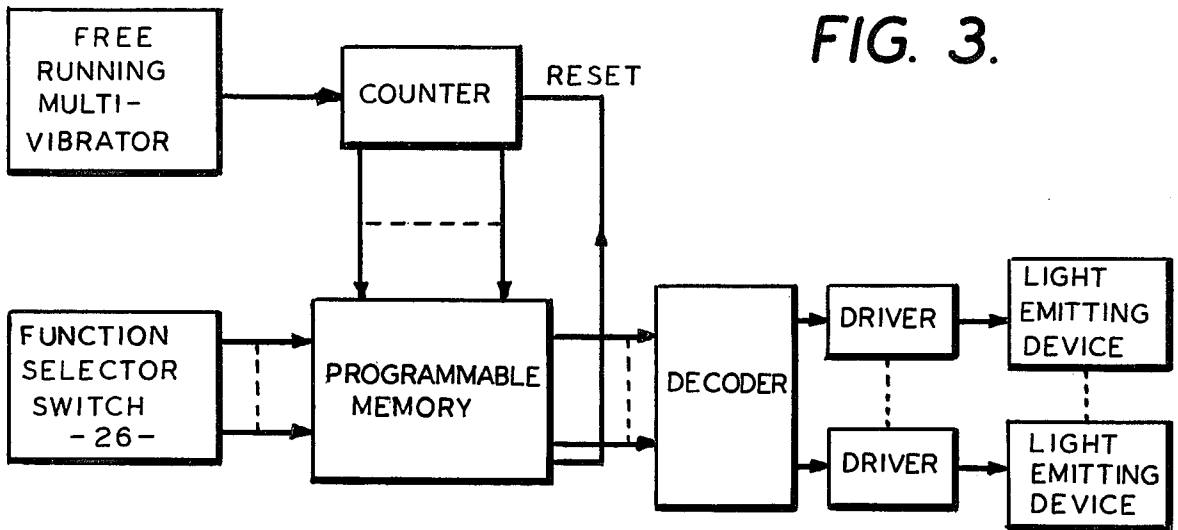 FIG. 3.
FREE
RUNNING
MULTI-
VIBRATOR
COUNTER
RESET
FUNCTION
SELECTOR
SWITCH
-26-
PROGRAMMABLE
MEMORY
DECODER
DRIVER
LIGHT
EMITTING
DEVICE
DRIVER
LIGHT
EMITTING
DEVICE